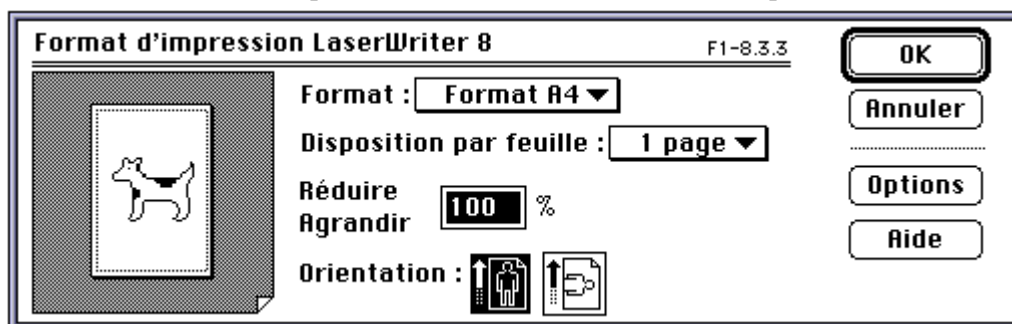 Format d'impression LaserWriter 8 F1-8.3.3
OK
Format : Format A4
Annuler
Disposition par feuille : 1 page
Réduire
Agrandir 100 %
Options
Aide
Orientation :